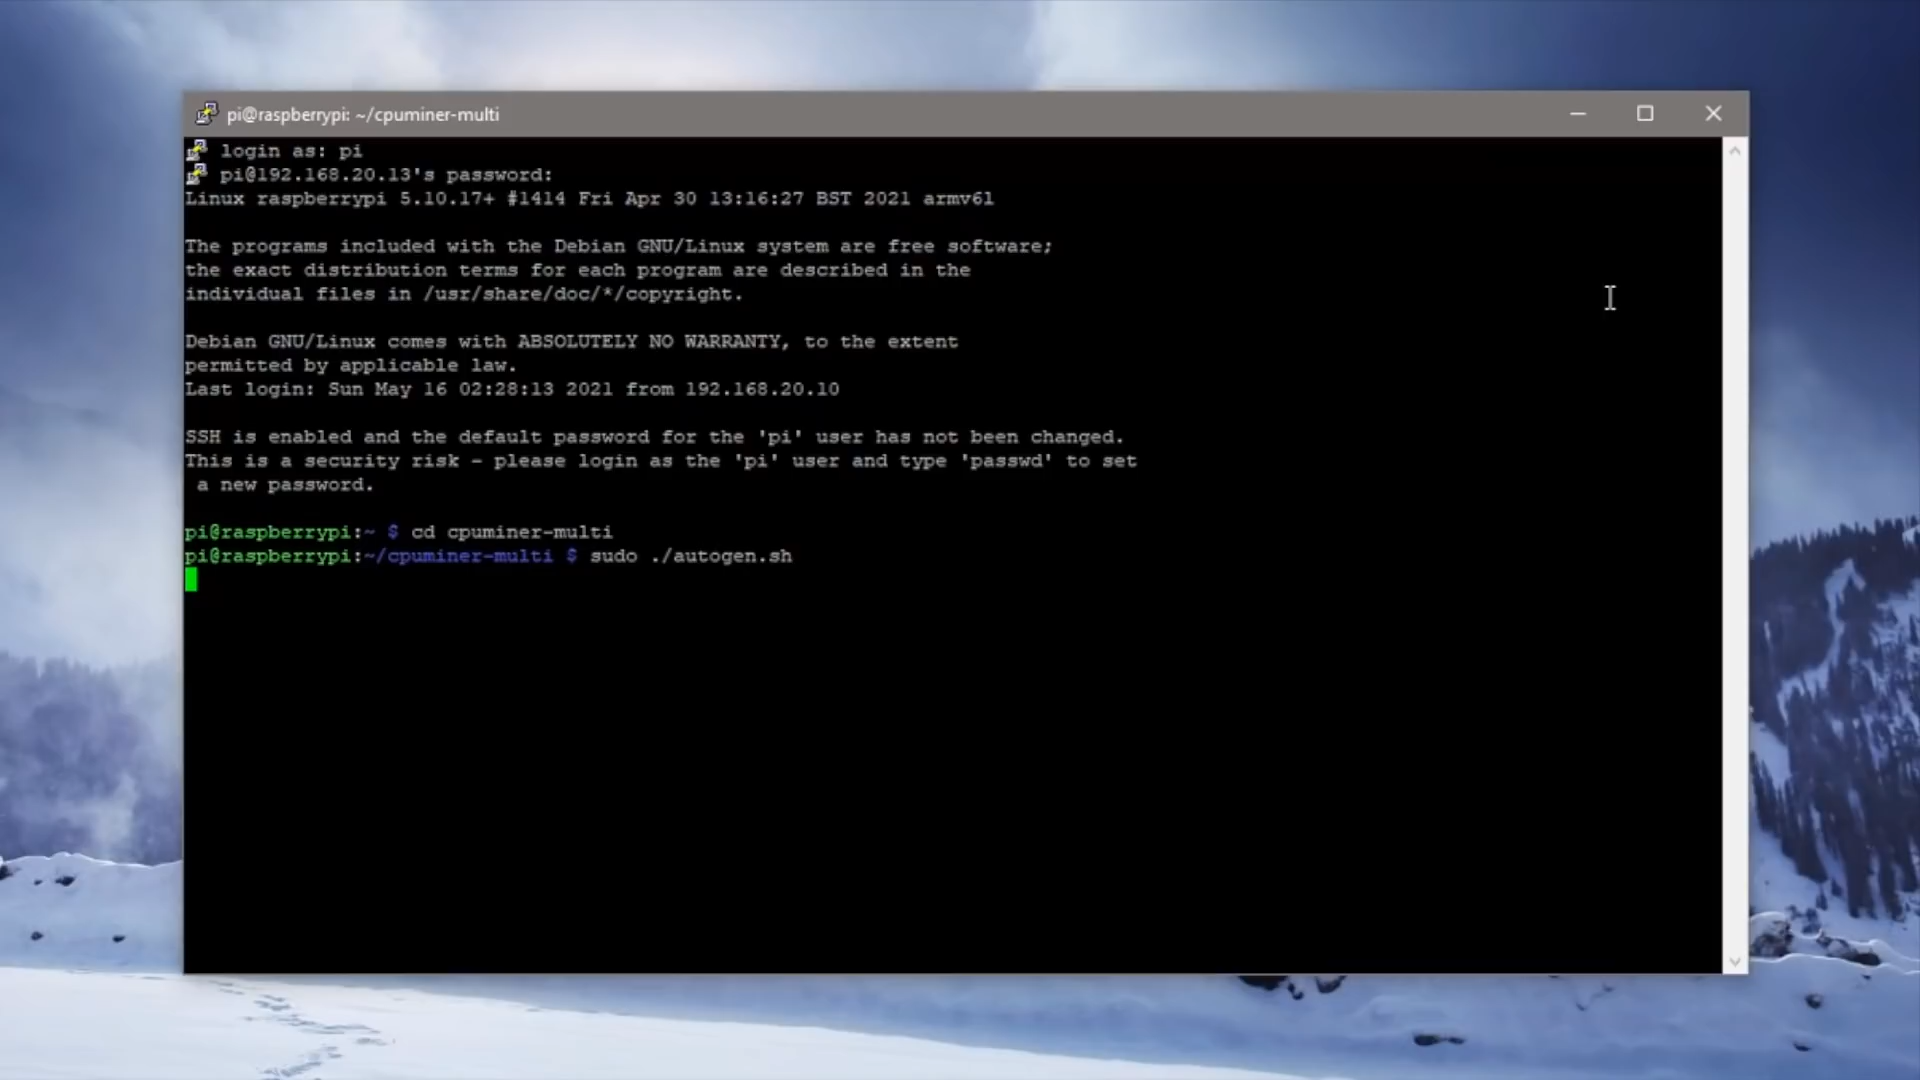 pi@raspberrypi: ~/cpuminer-multi
login as: pi
pi@192.168.20.13's password:
Linux raspberrypi 5.10.17+ #1414 Fri Apr 30 13:16:27 BST 2021 armv6l
The programs included with the Debian GNU/Linux system are free software;
the exact distribution terms for each program are described in the
individual files in /usr/share/doc/*/copyright.
Debian GNU/Linux comes with ABSOLUTELY NO WARRANTY, to the extent
permitted by applicable law.
Last login: Sun May 16 02:28:13 2021 from 192.168.20.10
SSH is enabled and the default password for the 'pi' user has not been changed.
This is a security risk - please login as the 'pi' user and type 'passwd' to set
a new password.
pi@raspberrypi:~ $ cd cpuminer-multi
pi@raspberrypi:~/cpuminer-multi $ sudo ./autogen.sh